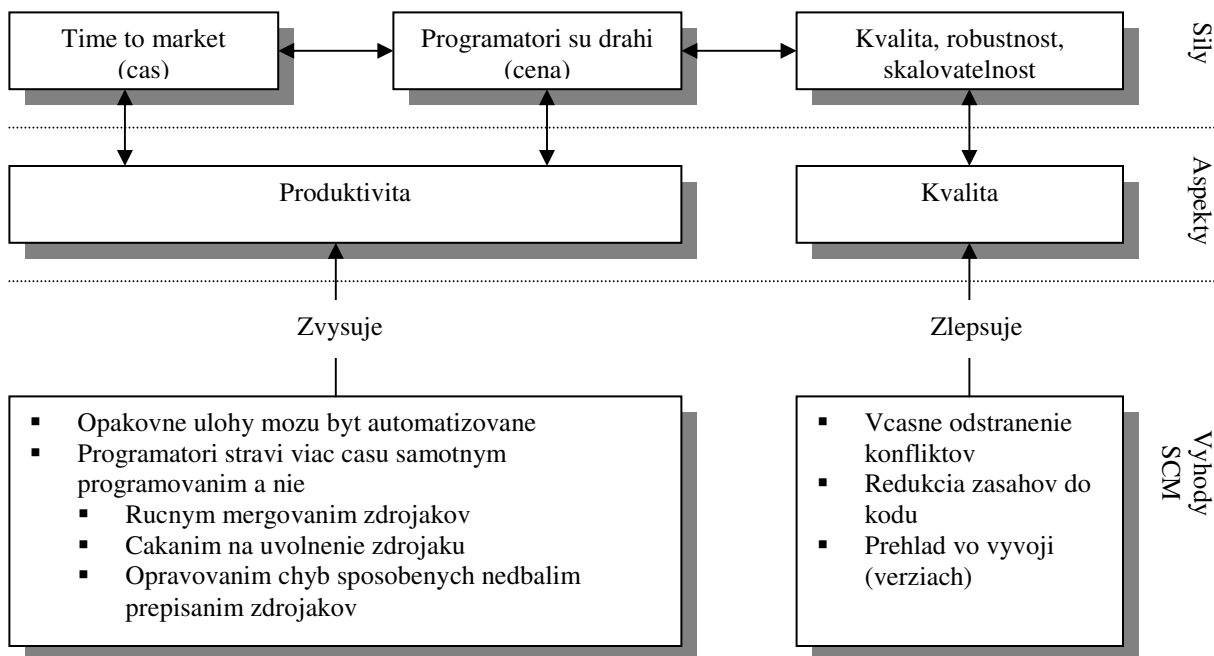 Time to market
(cas)
Programatori su drahi
(cena)
Kvalita, robustnost,
skalovatelnost
Sily
Produktivita
Kvalita
Aspekty
Zvysuje
Zlepsuje
▪ Opakovne ulohy mozu byt automatizovane
▪ Programatori stravi viac casu samotnym
programovanim a nie
▪ Rucnym mergovanim zdrojakov
▪ Cakanim na uvolnenie zdrojaku
▪ Opravovanim chyb sposobenych nedbalim
prepisanim zdrojakov
▪ Vcasne odstranenie
konfliktov
▪ Redukcia zasahov do
kodu
▪ Prehlad vo vyvoji
(verziach)
Vyhody
SCM